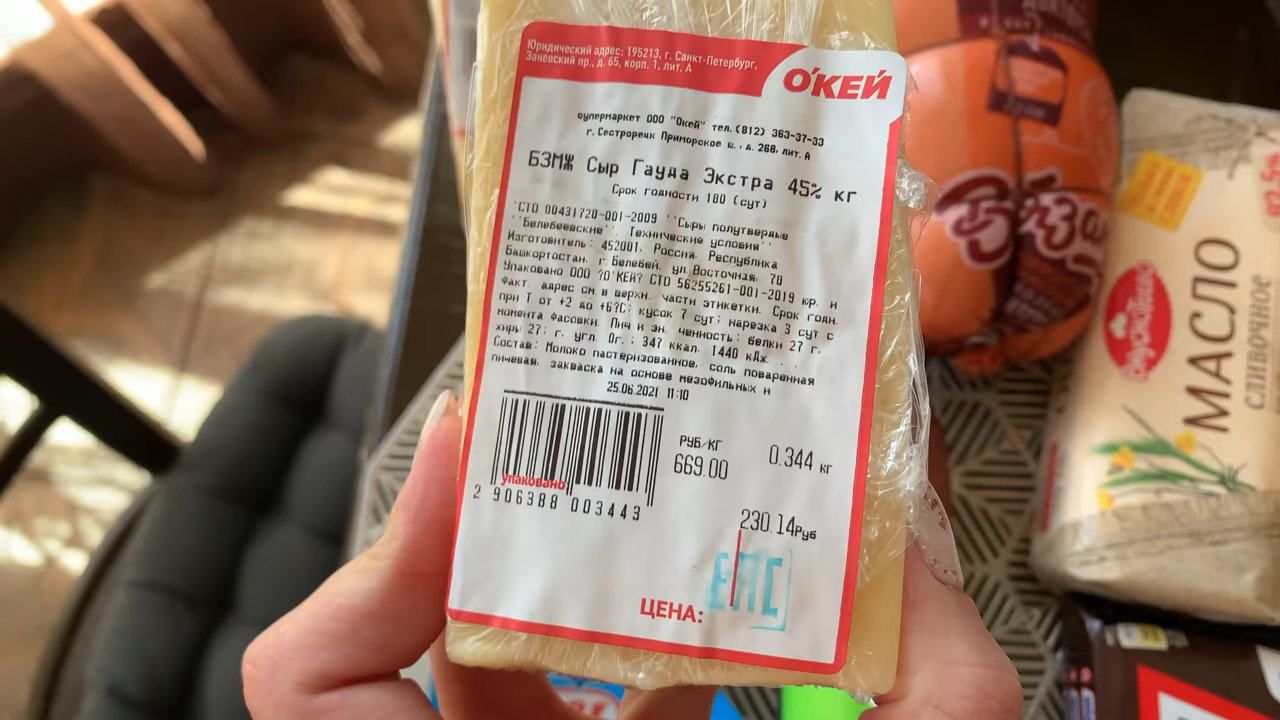 Юридический адрес: 195213, г. Санкт-Петербург,
Заневский пр., д. 65, корп. 1, лит. А
О'КЕЙ
супермаркет ООО "Окей" тел. (812) 363-37-33
г. Сестрорецк Приморское ш., д. 268, лит. А
БЗМЖ Сыр Гауда Экстра 45% кг
Срок годности 180 (сут)
'СТО 00431720-001-2009 ''Сыры полутвердые
''Белебеевские''. Технические условия''
Изготовитель: 452001, Россия, Республика
Башкортостан, г. Белебей, ул. Восточная, 70
Упаковано ООО ?О'КЕЙ? СТО 56255261-001-2019 юр. и
факт. адрес см. в верхн. части этикетки. Срок годн.
при Т от +2 до +6?С: кусок 7 сут; нарезка 3 сут с
момента фасовки. Пищ и эн. ценность: белки 27 г.
жиры 27; г. угл. 0г.; 347 ккал, 1440 кДж.
Состав: Молоко пастеризованное, соль поваренная
пищевая, закваска на основе мезофильных и
25.06.2021 11:10
РУБ/КГ
0.344 кг
669.00
упаковано
2 906388 003443
230.14Руб
ЕПС
ЦЕНА:
МАСЛО
СЛИВОЧНОЕ